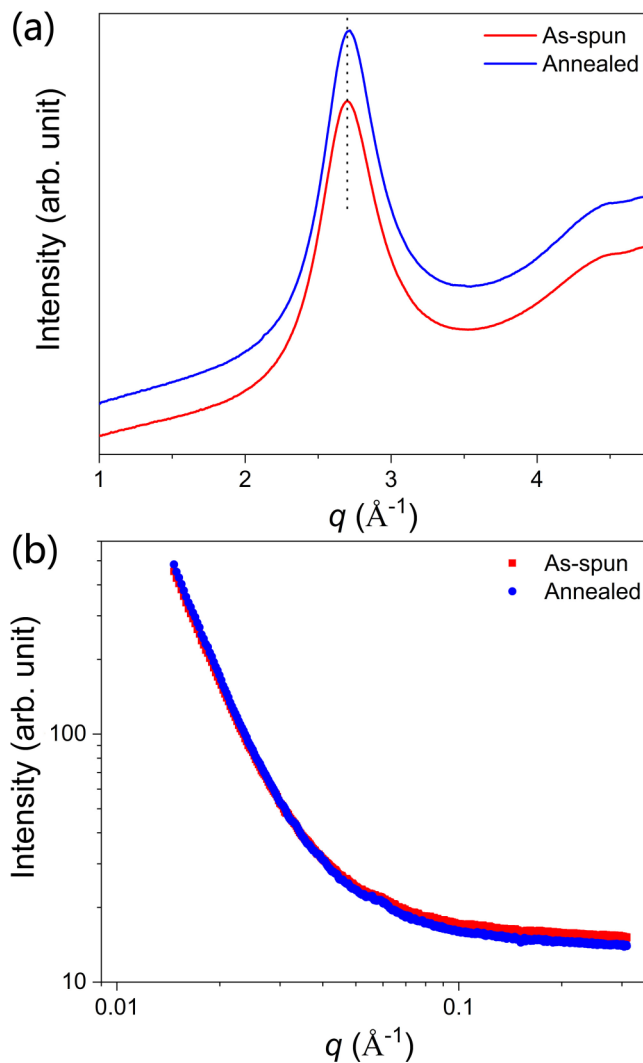 (a)
As-spun
Annealed
Intensity (arb. unit)
1 2 3 4
q (Å-1)
(b)
As-spun
Annealed
Intensity (arb. unit)
100
10
0.01 0.1
q (Å-1)